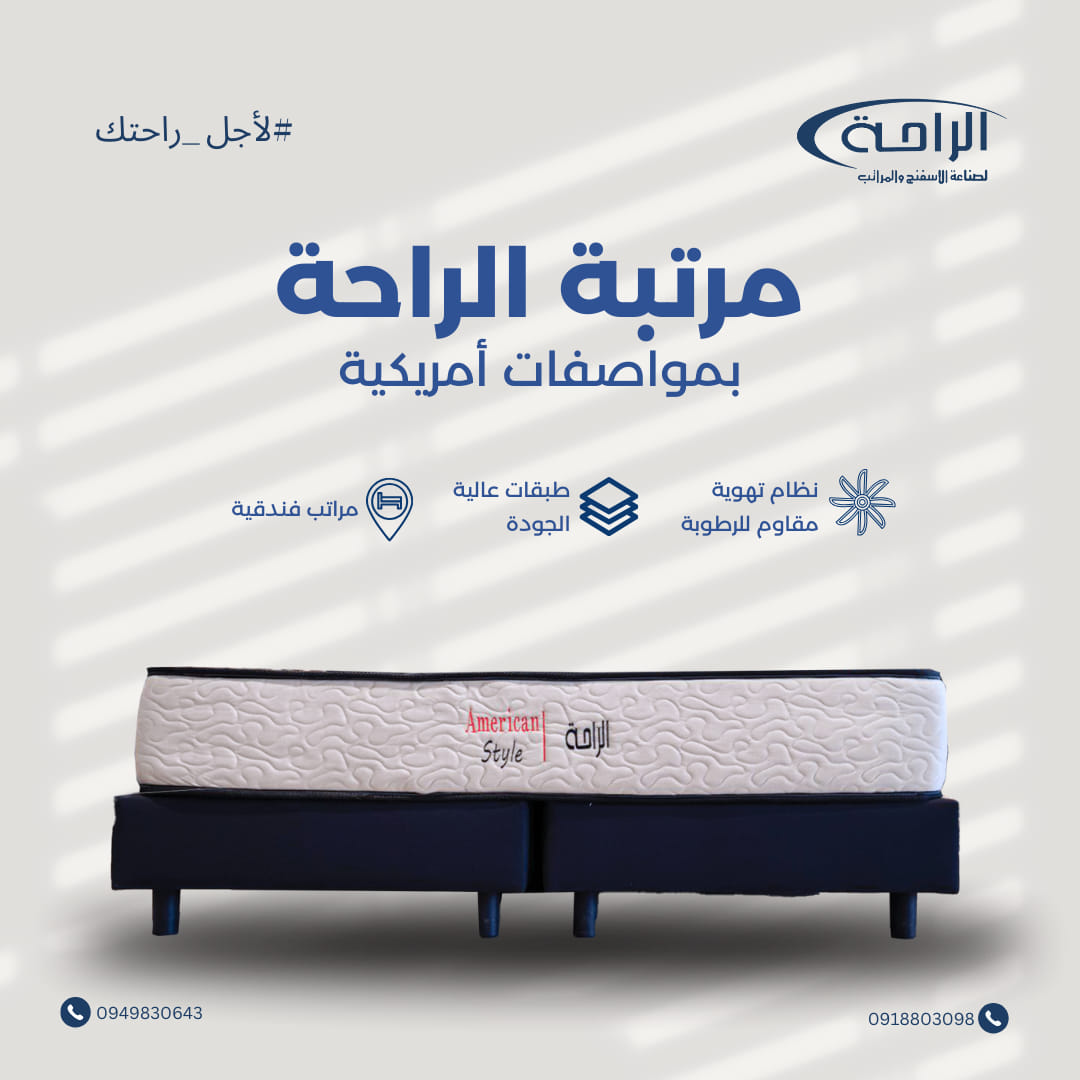 الراحة
لصناعة الاسفنج والمراتب
#لأجل_راحتك
مرتبة الراحة
بمواصفات أمريكية
نظام تهوية
مقاوم للرطوبة
طبقات عالية
الجودة
مراتب فندقية
American
Style
الراحة
0949830643
0918803098